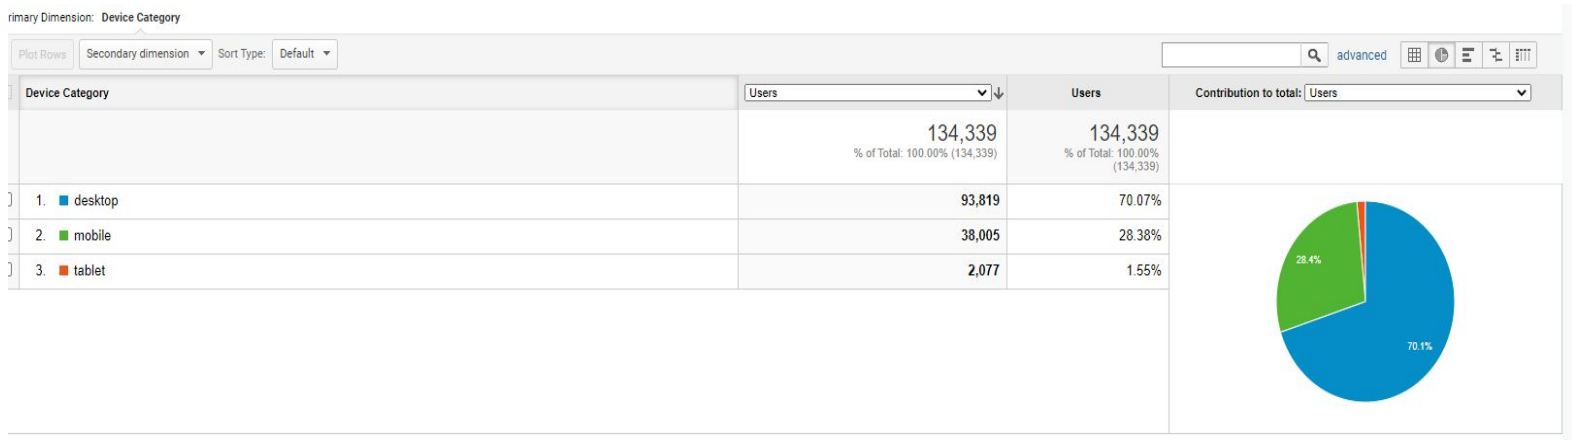 rimary Dimension: Device Category
Plot Rows Secondary dimension Sort Type: Default advanced
Device Category Users Users Contribution to total: Users
134,339 134,339
% of Total: 100.00% (134,339) % of Total: 100.00%
(134,339)
1. desktop 93,819 70.07%
2. mobile 38,005 28.38%
3. tablet 2,077 1.55%
28.4%
70.1%